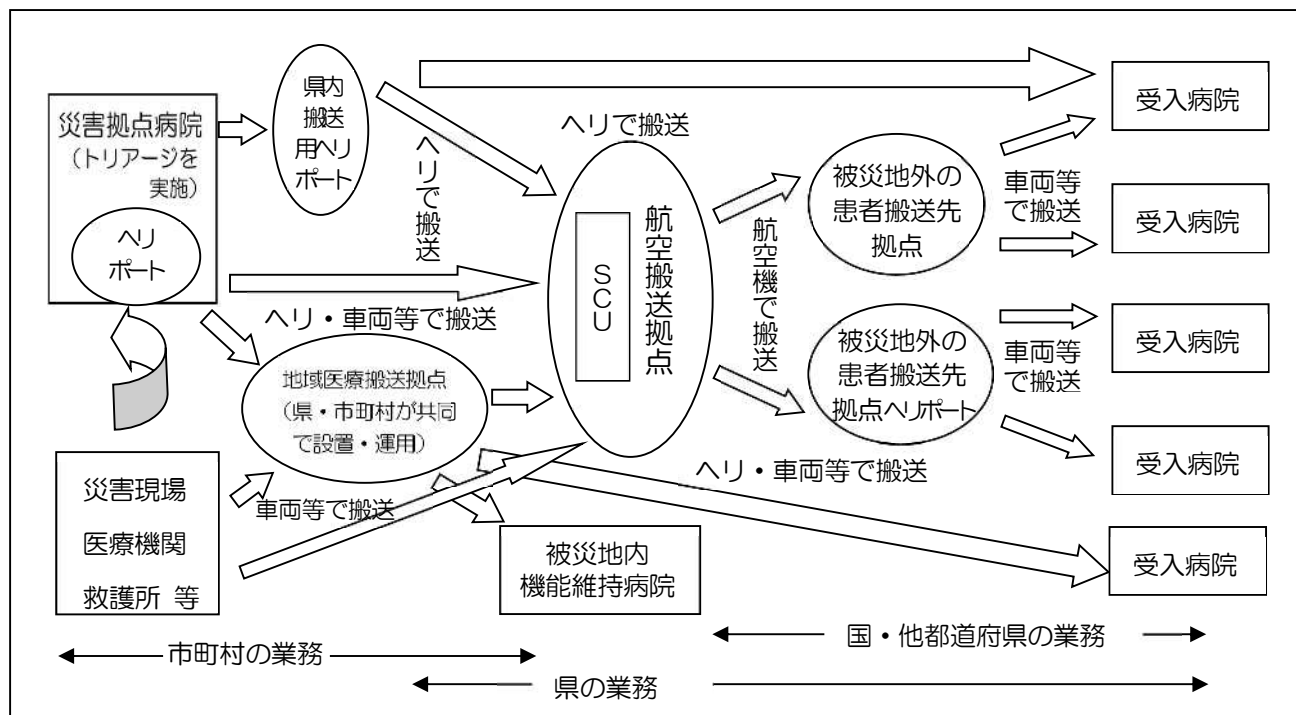 災害拠点病院
（トリアージを
実施）
ヘリ
ポート
県内
搬送
用ヘリ
ポート
ヘリで搬送
ヘリで搬送
ヘリ・車両等で搬送
地域医療搬送拠点
（県・市町村が共同
で設置・運用）
災害現場
医療機関
救護所 等
車両等で搬送
航空搬送拠点
SCU
被災地内
機能維持病院
航空機で搬送
被災地外の
患者搬送先
拠点
被災地外の
患者搬送先
拠点ヘリポート
ヘリ・車両等で搬送
車両等
で搬送
車両等
で搬送
受入病院
受入病院
受入病院
受入病院
受入病院
市町村の業務
国・他都道府県の業務
県の業務